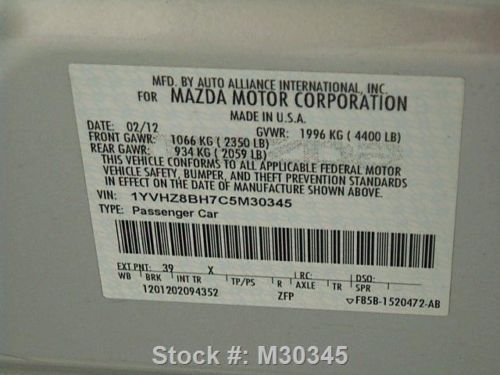 MFD. BY AUTO ALLIANCE INTERNATIONAL, INC.
FOR MAZDA MOTOR CORPORATION
MADE IN U.S.A.
DATE: 02/12 GVWR: 1996 KG ( 4400 LB)
FRONT GAWR: 1066 KG ( 2350 LB)
REAR GAWR: 934 KG ( 2059 LB)
THIS VEHICLE CONFORMS TO ALL APPLICABLE FEDERAL MOTOR
VEHICLE SAFETY, BUMPER, AND THEFT PREVENTION STANDARDS
IN EFFECT ON THE DATE OF MANUFACTURE SHOWN ABOVE.
VIN: 1YVHZ8BH7C5M30345
TYPE: Passenger Car
EXT.PNT: 39 X LRC: DSO:
WB BRK INT TR TP/PS R AXLE TR SPR
1201202094352 ZFP ▽FB5B-1520472-AB
Stock #: M30345